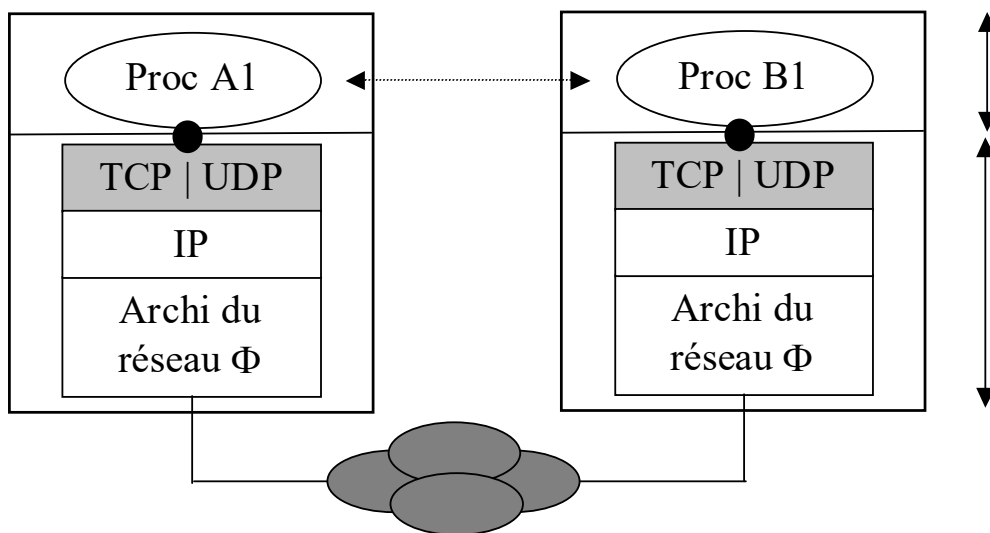 Proc A1
TCP | UDP
IP
Archi du
réseau Φ
Proc B1
TCP | UDP
IP
Archi du
réseau Φ